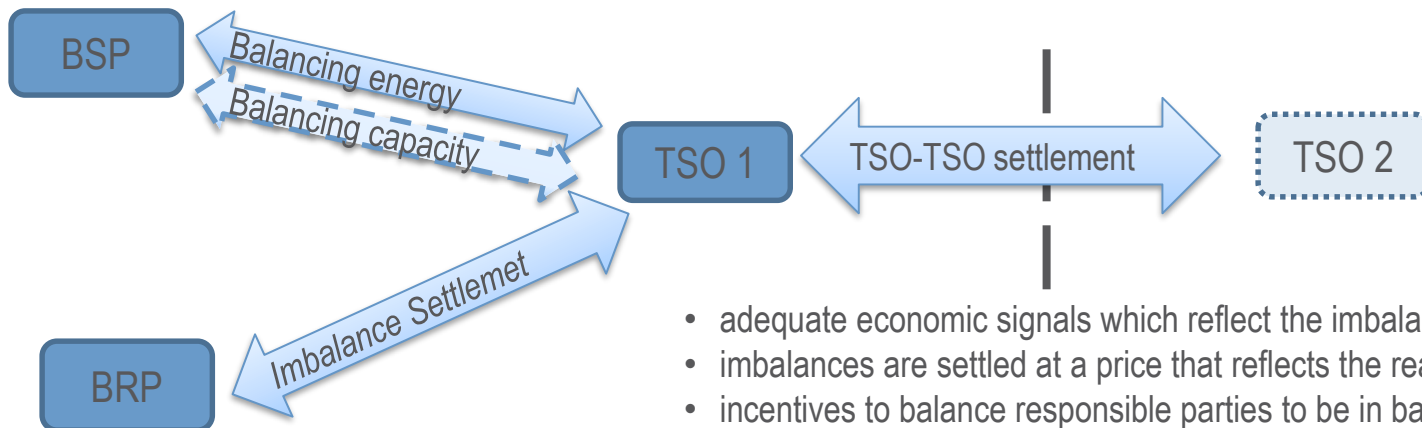 BSP
Balancing energy
Balancing capacity
TSO 1
TSO-TSO settlement
TSO 2
Imbalance Settlemet
BRP
• adequate economic signals which reflect the imbala
• imbalances are settled at a price that reflects the rea
• incentives to balance responsible parties to be in ba